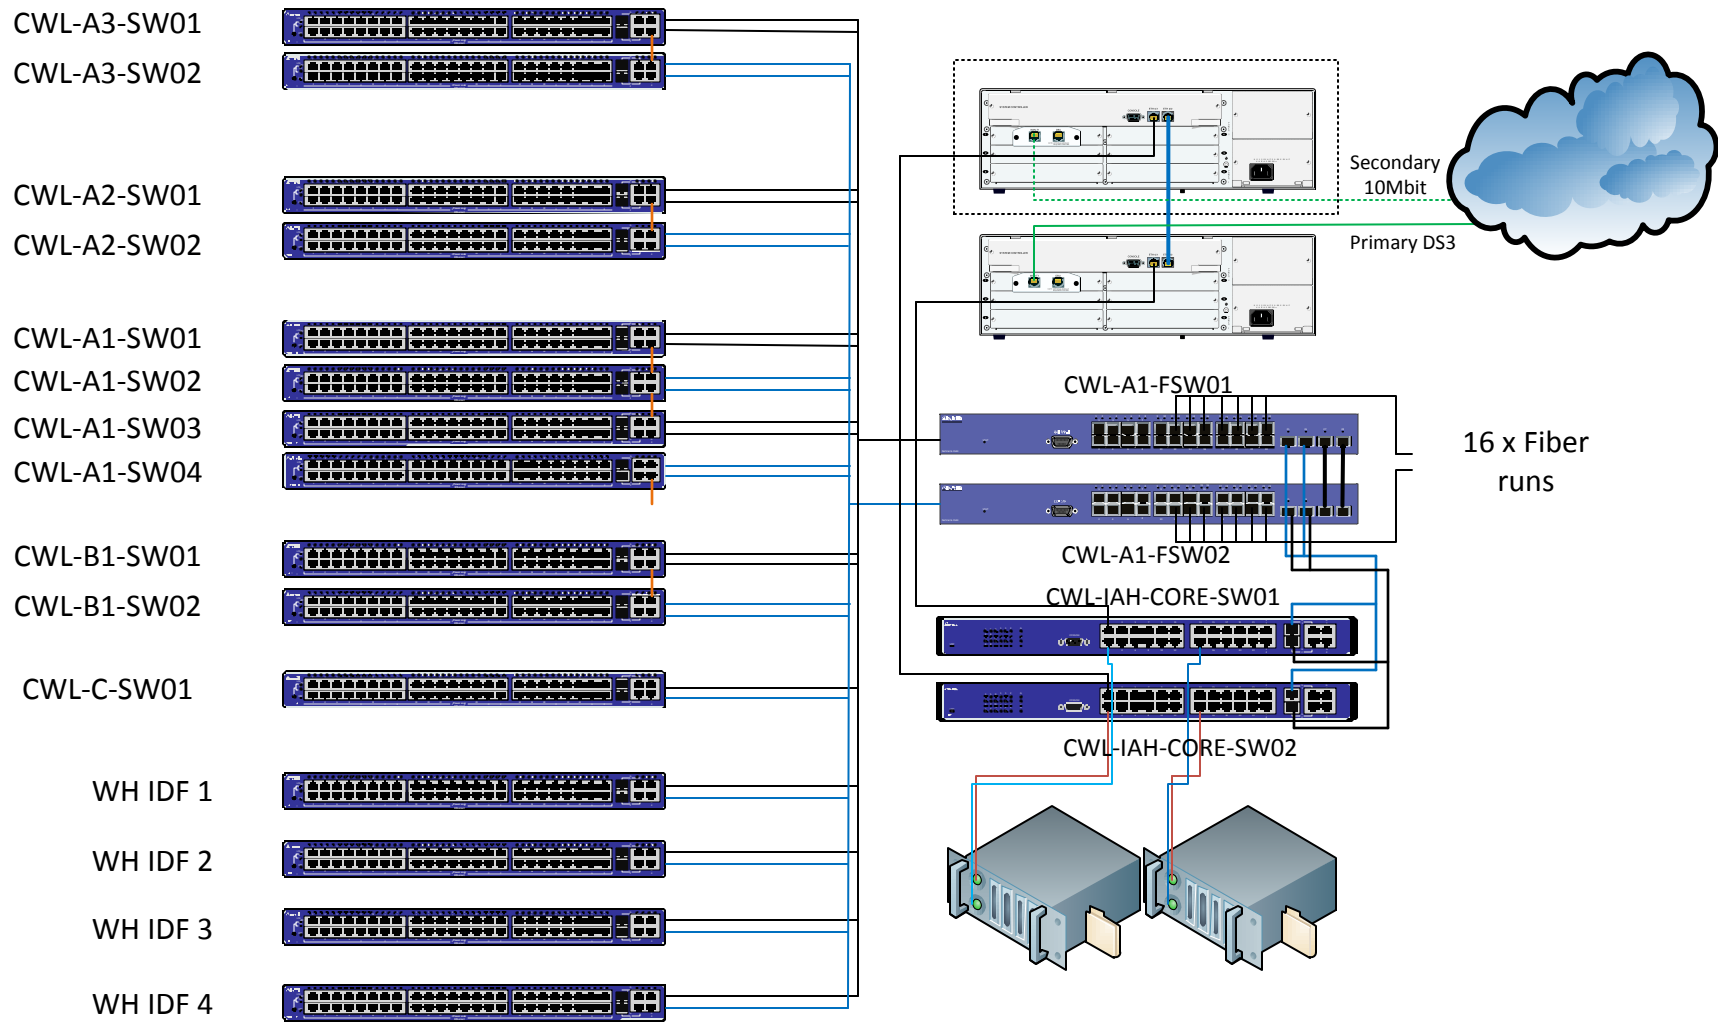 CWL-A3-SW01
CWL-A3-SW02
CWL-A2-SW01
CWL-A2-SW02
CWL-A1-SW01
CWL-A1-SW02
CWL-A1-SW03
CWL-A1-SW04
CWL-B1-SW01
CWL-B1-SW02
CWL-C-SW01
WH IDF 1
WH IDF 2
WH IDF 3
WH IDF 4
Secondary
10Mbit
Primary DS3
CWL-A1-FSW01
16 x Fiber
runs
CWL-A1-FSW02
CWL-IAH-CORE-SW01
CWL-IAH-CORE-SW02